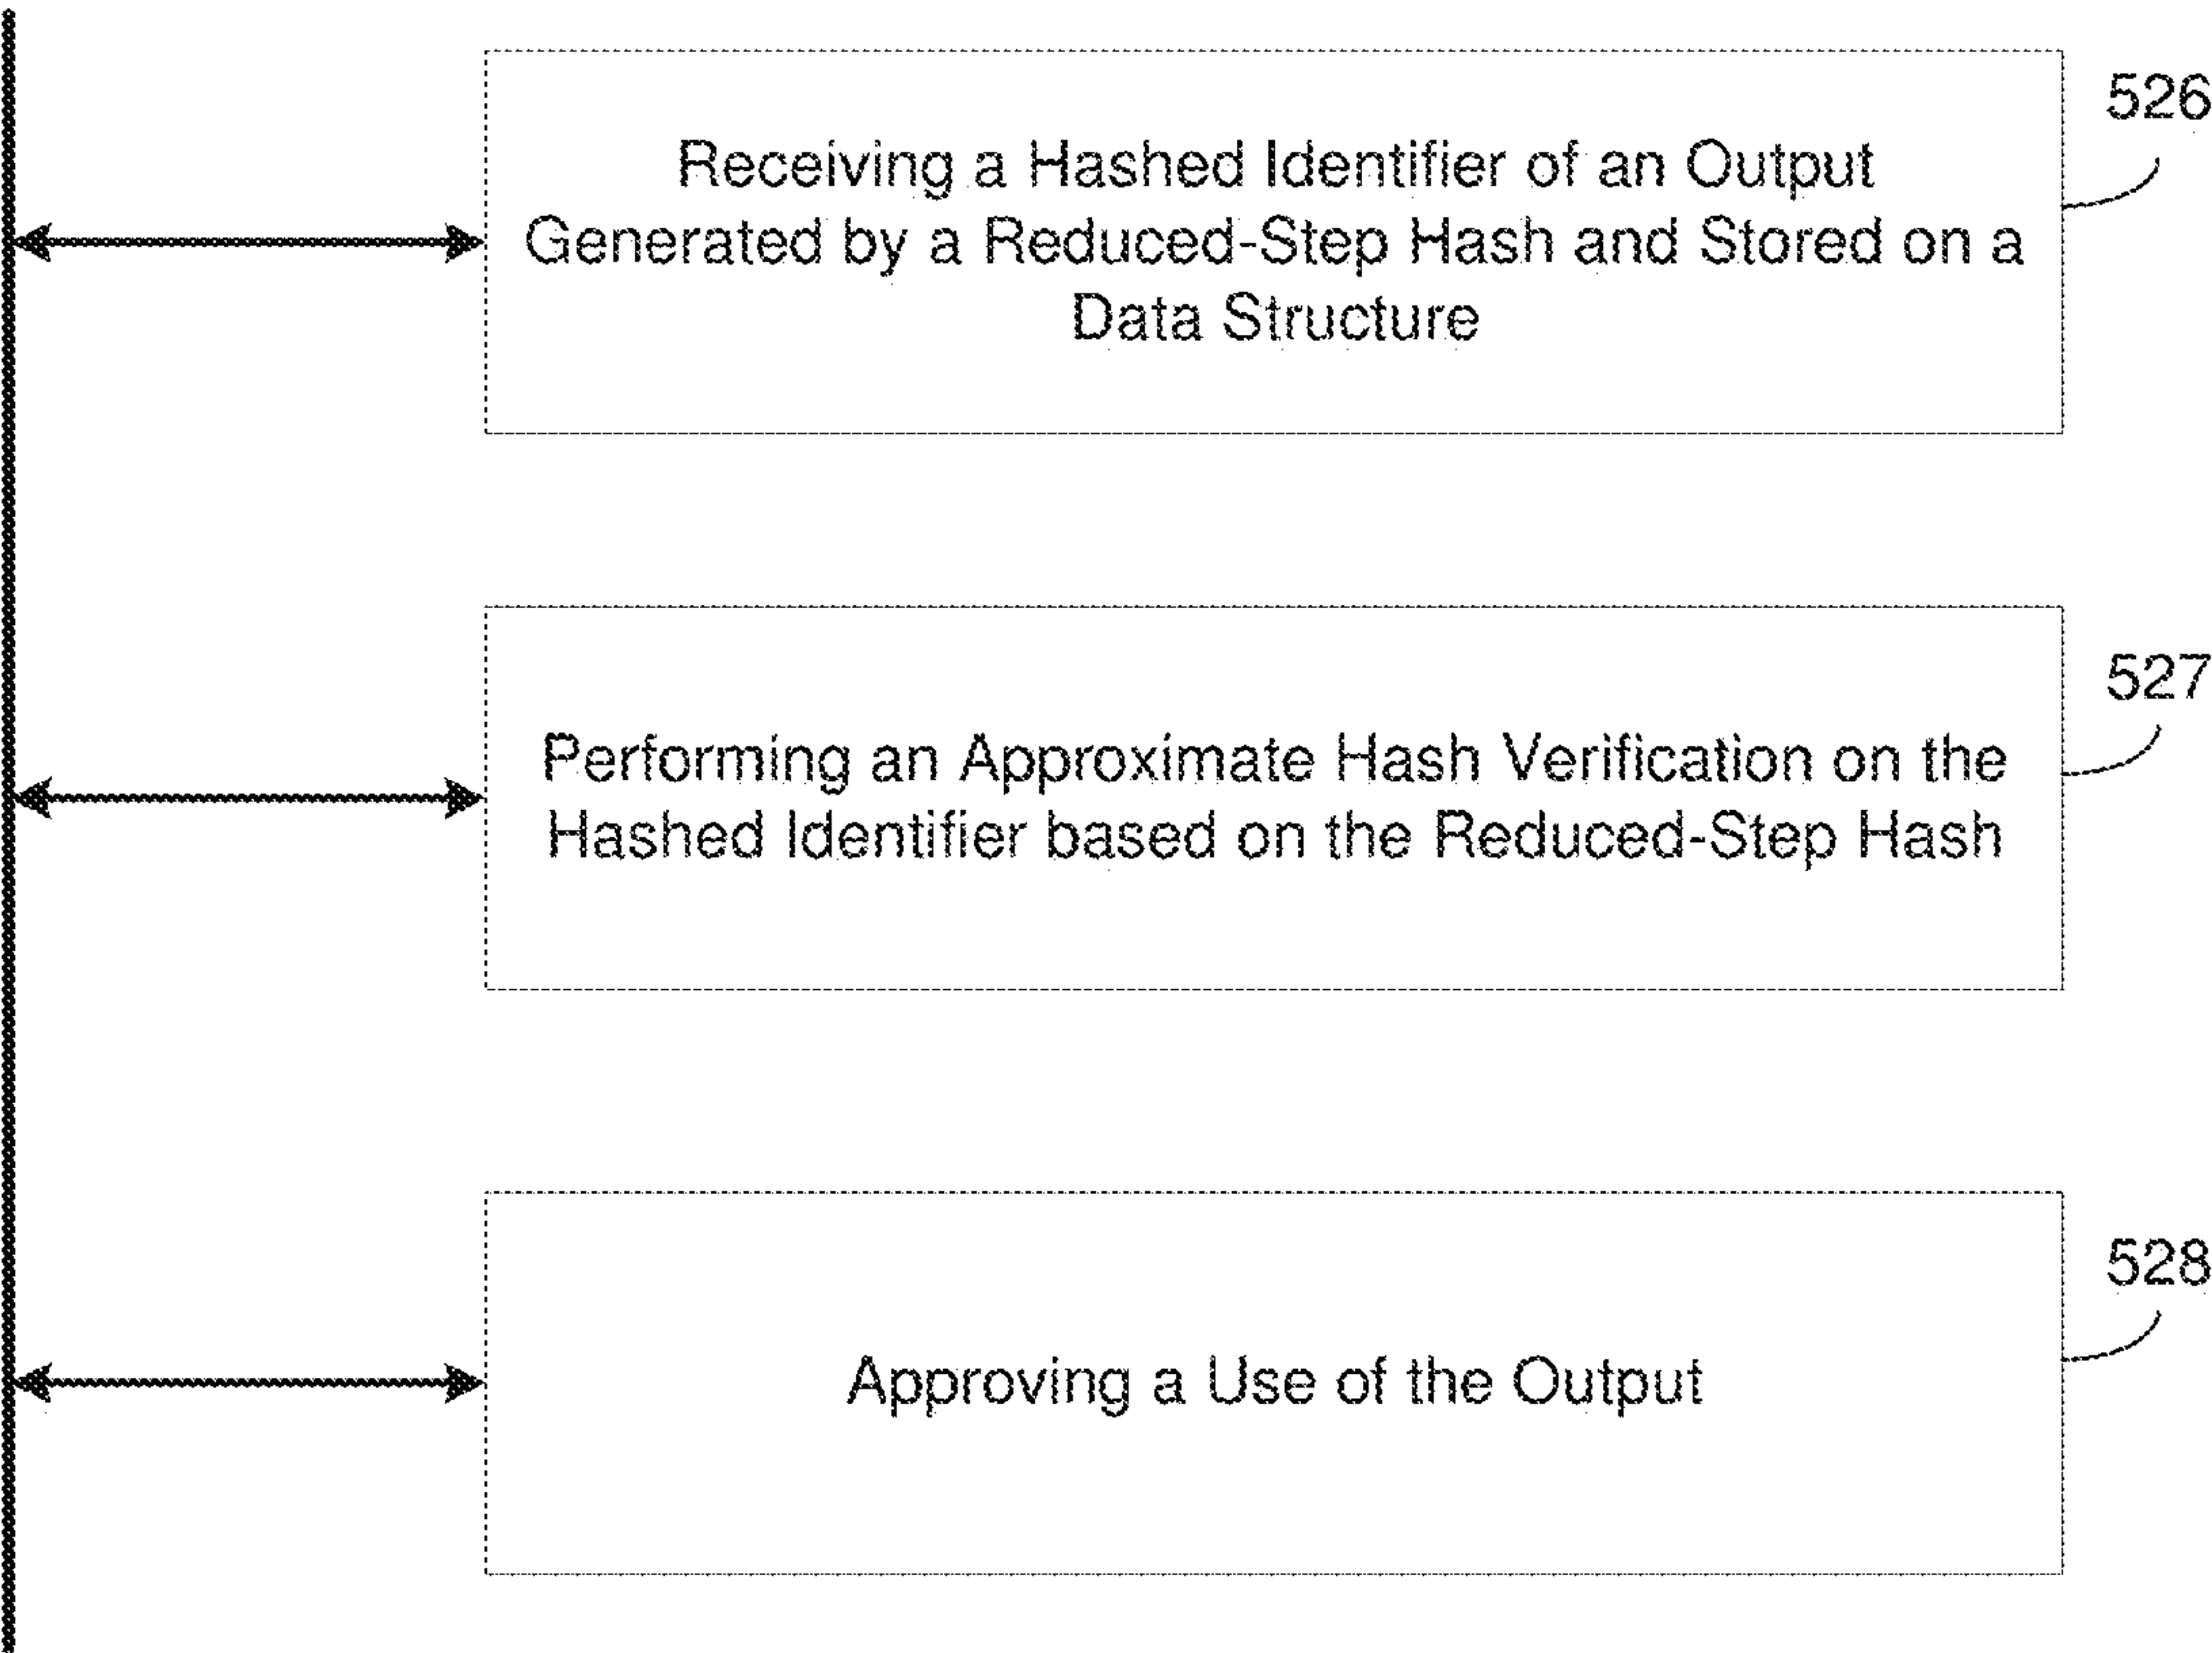 526
Receiving a Hashed Identifier of an Output
Generated by a Reduced-Step Hash and Stored on a
Data Structure
527
Performing an Approximate Hash Verification on the
Hashed Identifier based on the Reduced-Step Hash
528
Approving a Use of the Output